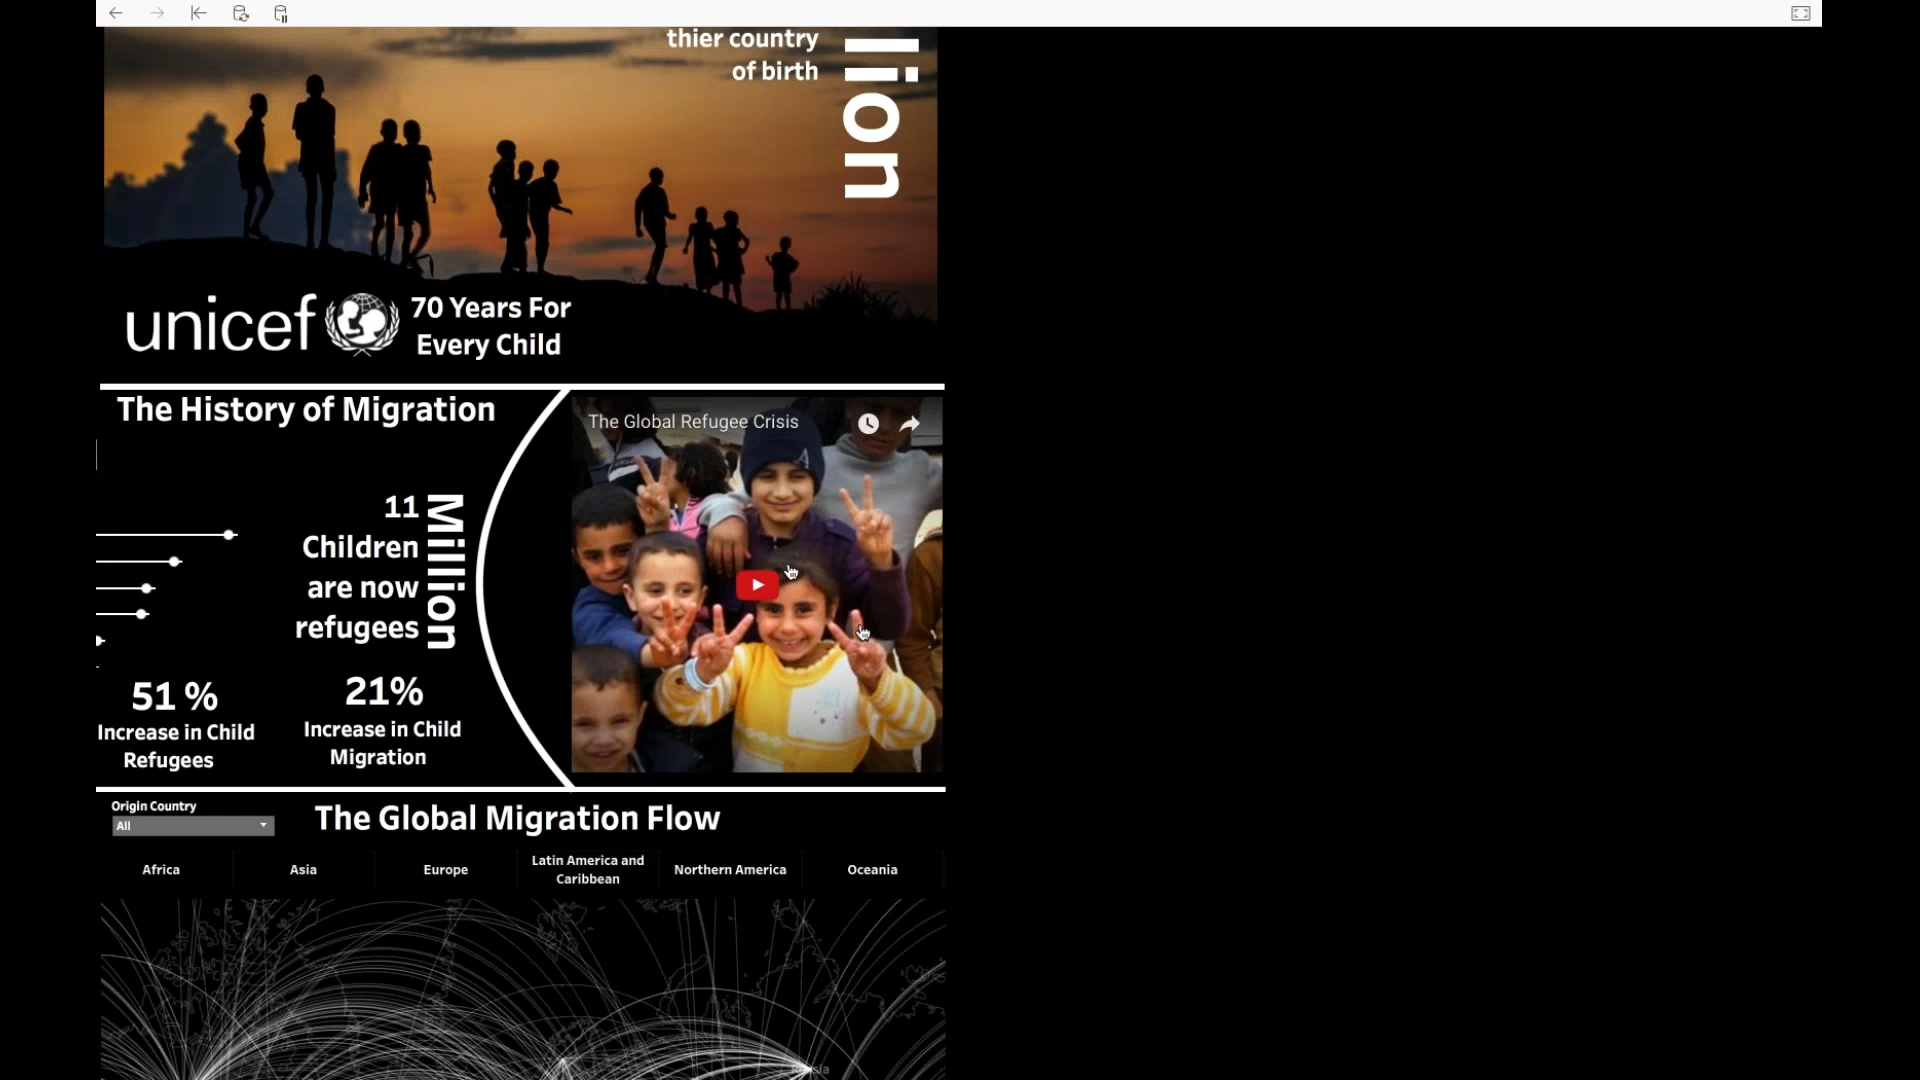 thier country
of birth
llion
unicef
70 Years For
Every Child
The History of Migration
The Global Refugee Crisis
11
Children
are now
refugees
Million
51 %
Increase in Child
Refugees
21%
Increase in Child
Migration
Origin Country
All
The Global Migration Flow
Africa
Asia
Europe
Latin America and
Caribbean
Northern America
Oceania